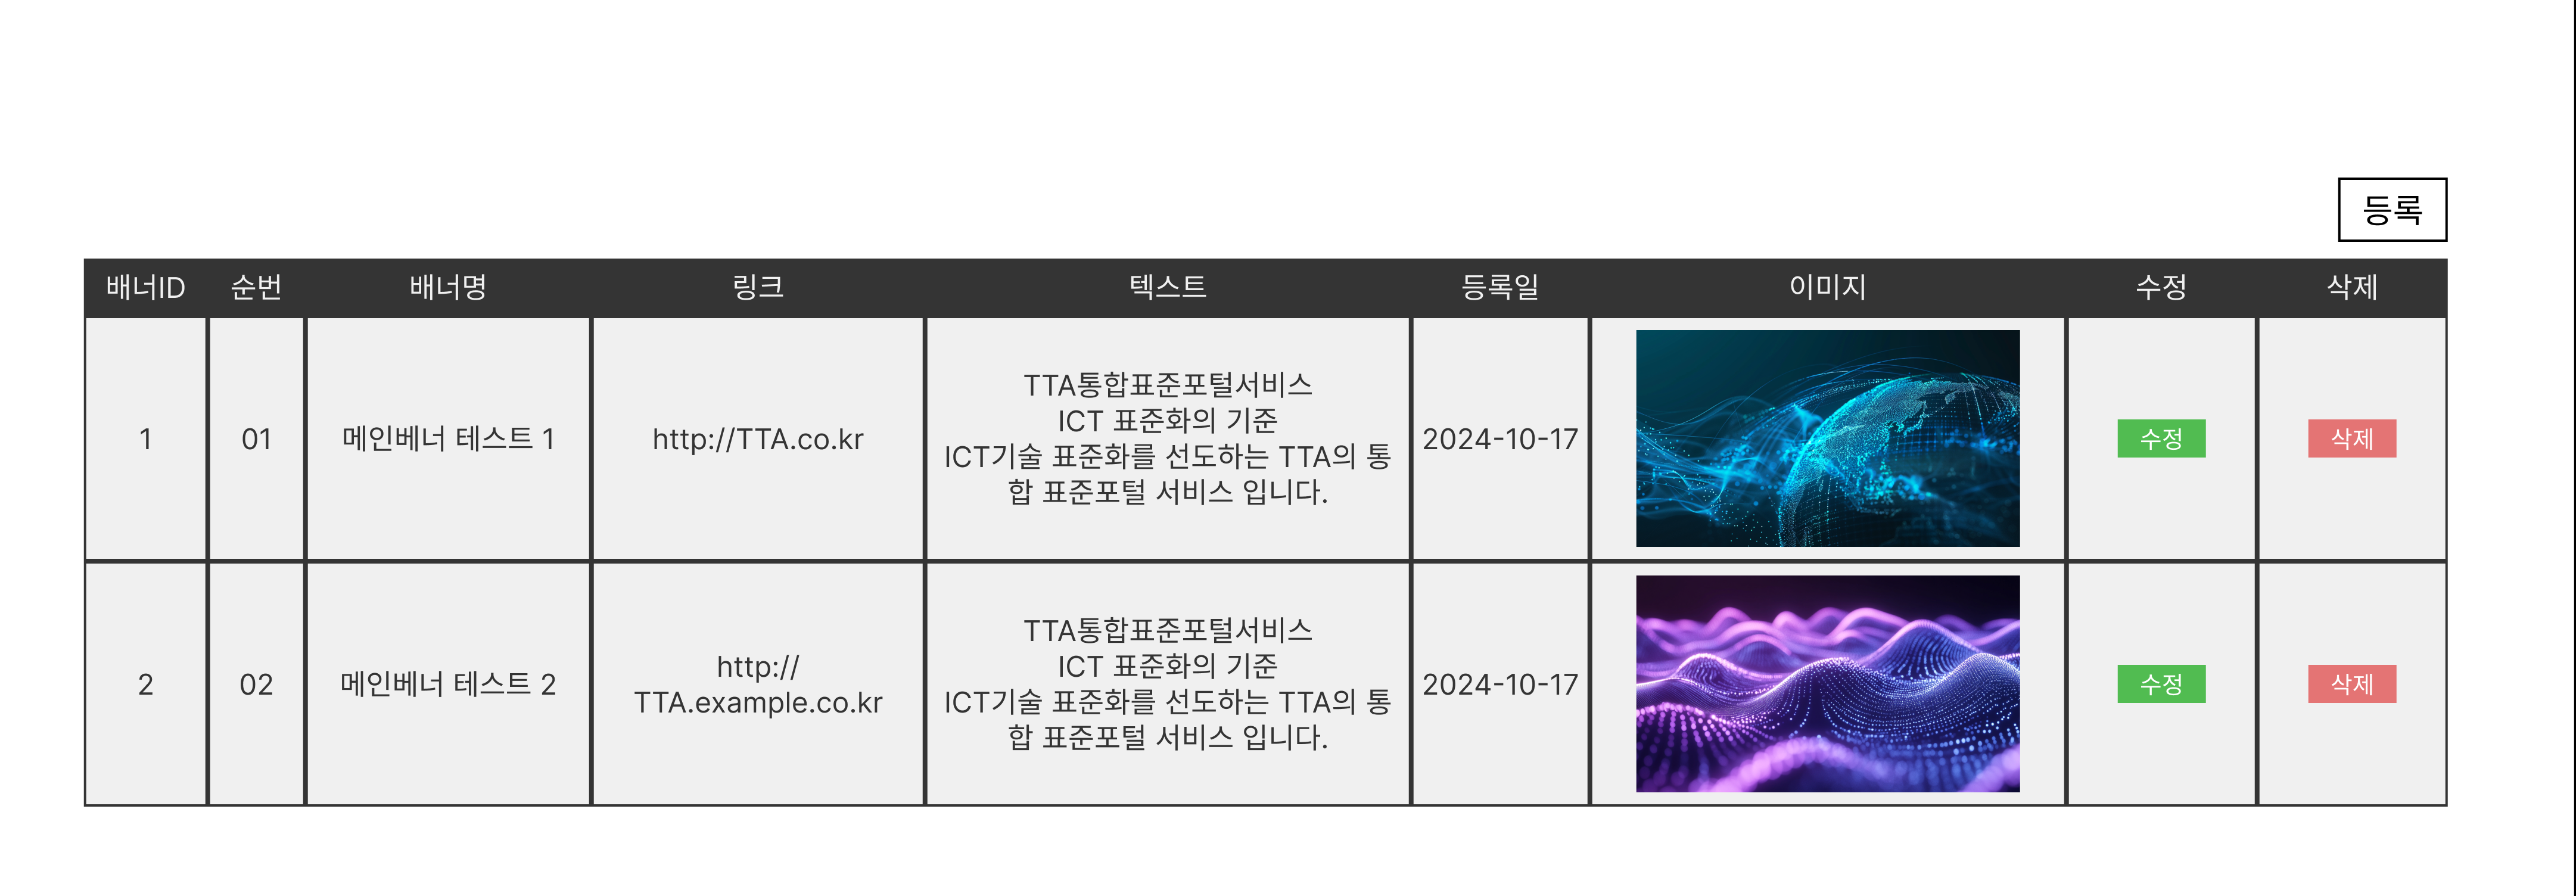 등록
배너ID 순번 배너명 링크 텍스트 등록일 이미지 수정 삭제
1 01 메인베너 테스트 1 http://TTA.co.kr
TTA통합표준포털서비스
ICT 표준화의 기준
ICT기술 표준화를 선도하는 TTA의 통
합 표준포털 서비스 입니다.
2024-10-17 수정 삭제
2 02 메인베너 테스트 2
http://
TTA.example.co.kr
TTA통합표준포털서비스
ICT 표준화의 기준
ICT기술 표준화를 선도하는 TTA의 통
합 표준포털 서비스 입니다.
2024-10-17 수정 삭제